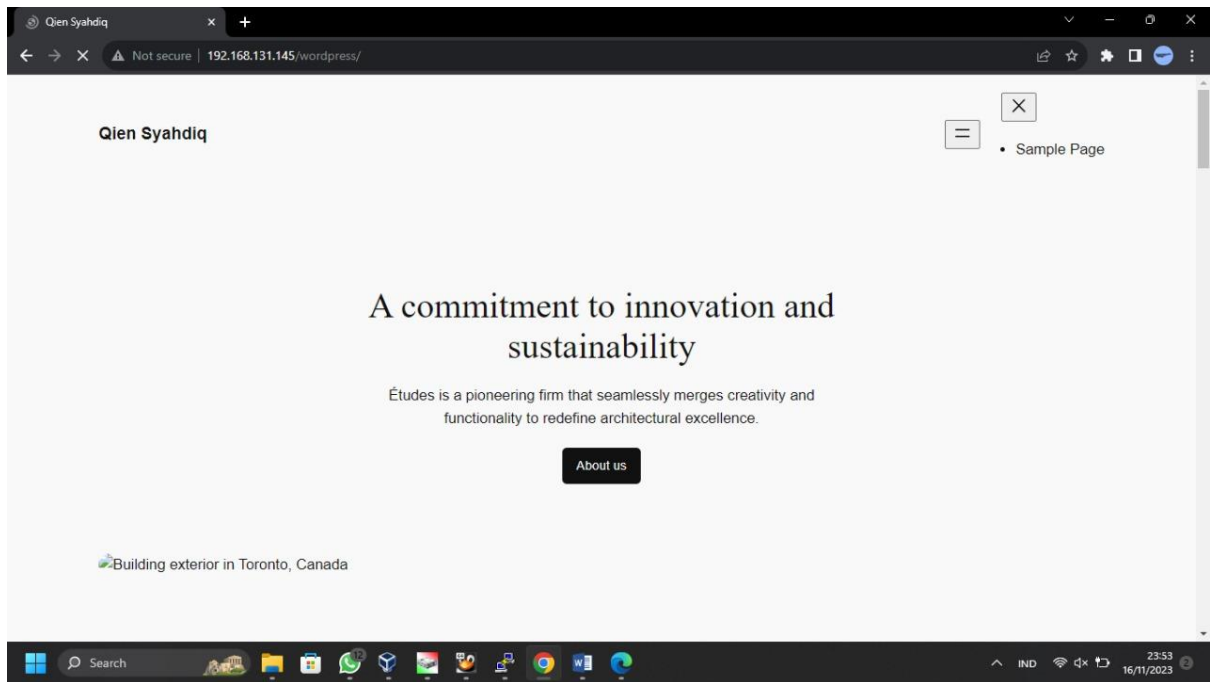 Qien Syahdiq
Not secure | 192.168.131.145/wordpress/
Qien Syahdiq
Sample Page
A commitment to innovation and
sustainability
Études is a pioneering firm that seamlessly merges creativity and
functionality to redefine architectural excellence.
About us
Building exterior in Toronto, Canada
Search
12
IND
23:53
16/11/2023
2